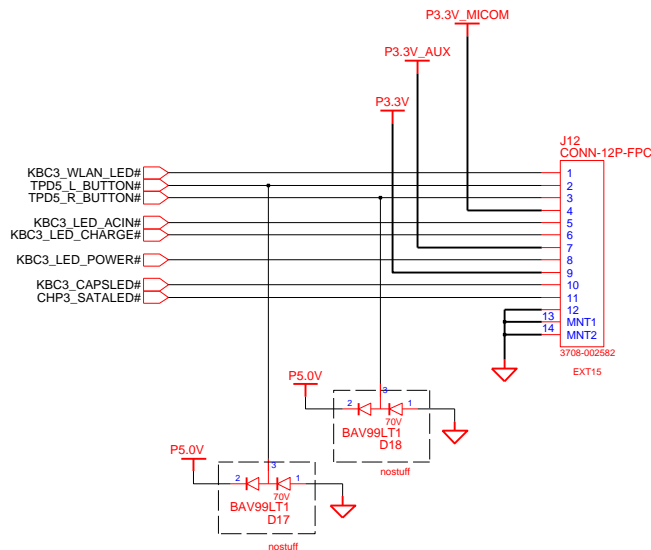 P3.3V_MICOM
P3.3V_AUX
P3.3V
J12
CONN-12P-FPC
KBC3_WLAN_LED# 1
TPD5_L_BUTTON# 2
TPD5_R_BUTTON# 3
4
KBC3_LED_ACIN# 5
KBC3_LED_CHARGE# 6
7
KBC3_LED_POWER# 8
9
KBC3_CAPSLED# 10
CHP3_SATALED# 11
12
13 MNT1
14 MNT2
3708-002582
EXT15
P5.0V
3
2 1
70V
BAV99LT1
D18
nostuff
P5.0V
3
2 1
70V
BAV99LT1
D17
nostuff